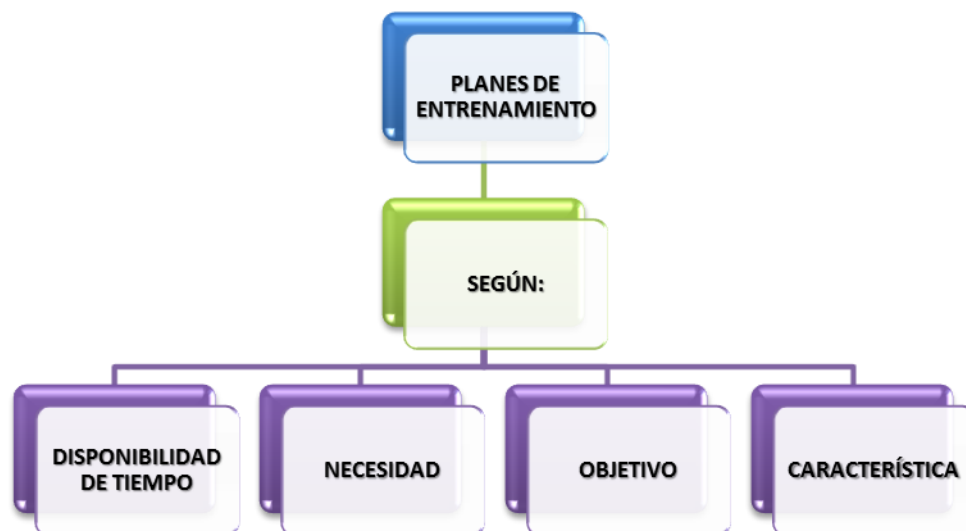 PLANES DE
ENTRENAMIENTO
SEGÚN:
DISPONIBILIDAD
DE TIEMPO
NECESIDAD
OBJETIVO
CARACTERÍSTICA